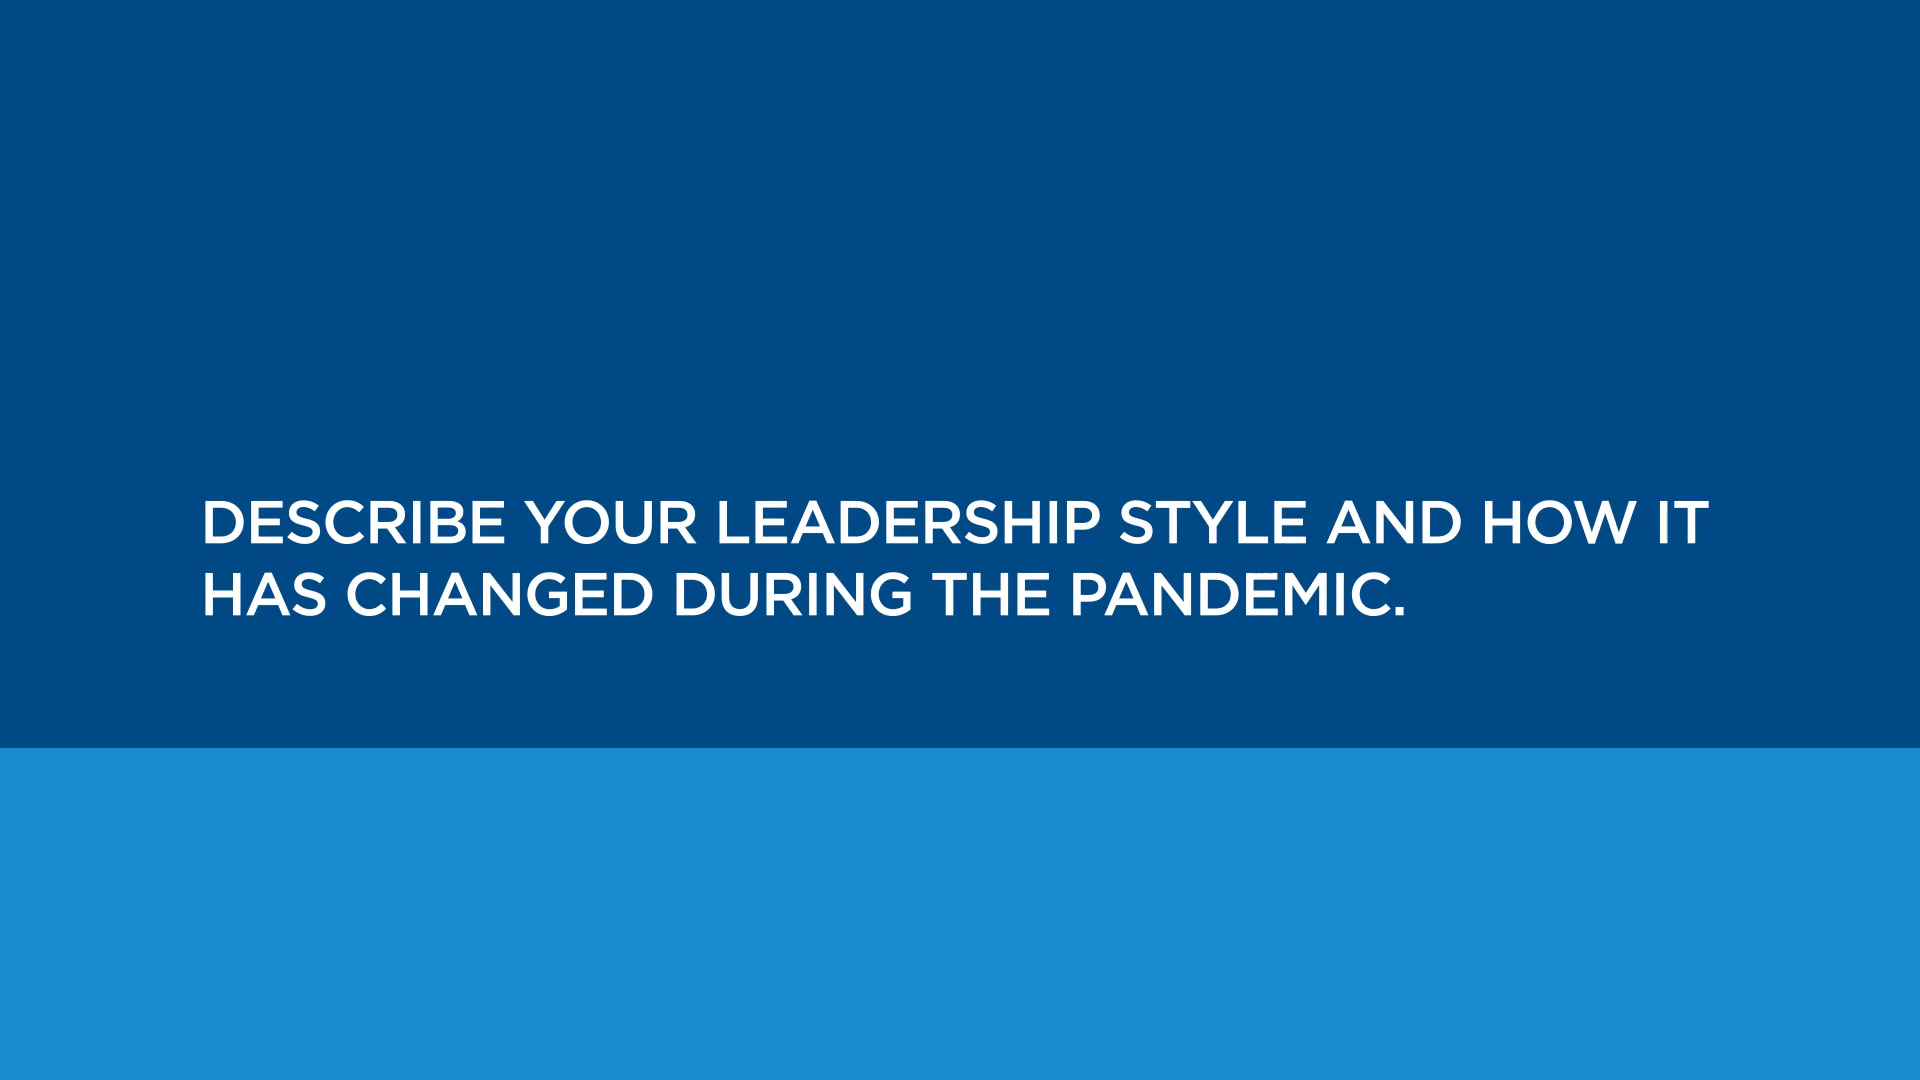 DESCRIBE YOUR LEADERSHIP STYLE AND HOW IT
HAS CHANGED DURING THE PANDEMIC.